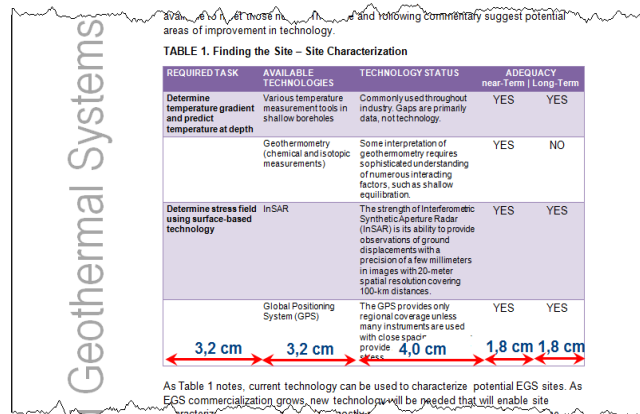 Geothermal Systems
and following commentary suggest potential
areas of improvement in technology.
TABLE 1. Finding the Site – Site Characterization
REQUIRED TASK AVAILABLE TECHNOLOGIES TECHNOLOGY STATUS ADEQUACY
near-Term | Long-Term
Determine temperature gradient and predict temperature at depth
Various temperature measurement tools in shallow boreholes
Commonly used throughout industry. Gaps are primarily data, not technology.
YES YES
Geothermometry (chemical and isotopic measurements)
Some interpretation of geothermometry requires sophisticated understanding of numerous interacting factors, such as shallow equilibration.
YES NO
Determine stress field using surface-based technology
InSAR
The strength of Interferometric Synthetic Aperture Radar (InSAR) is its ability to provide observations of ground displacements with a precision of a few millimeters in images with 20-meter spatial resolution covering 100-km distances.
YES YES
Global Positioning System (GPS)
The GPS provides only regional coverage unless many instruments are used with close
provide
YES YES
3,2 cm 3,2 cm 4,0 cm 1,8 cm 1,8 cm
As Table 1 notes, current technology can be used to characterize potential EGS sites. As
EGS commercialization grows, new technology will be needed that will enable site